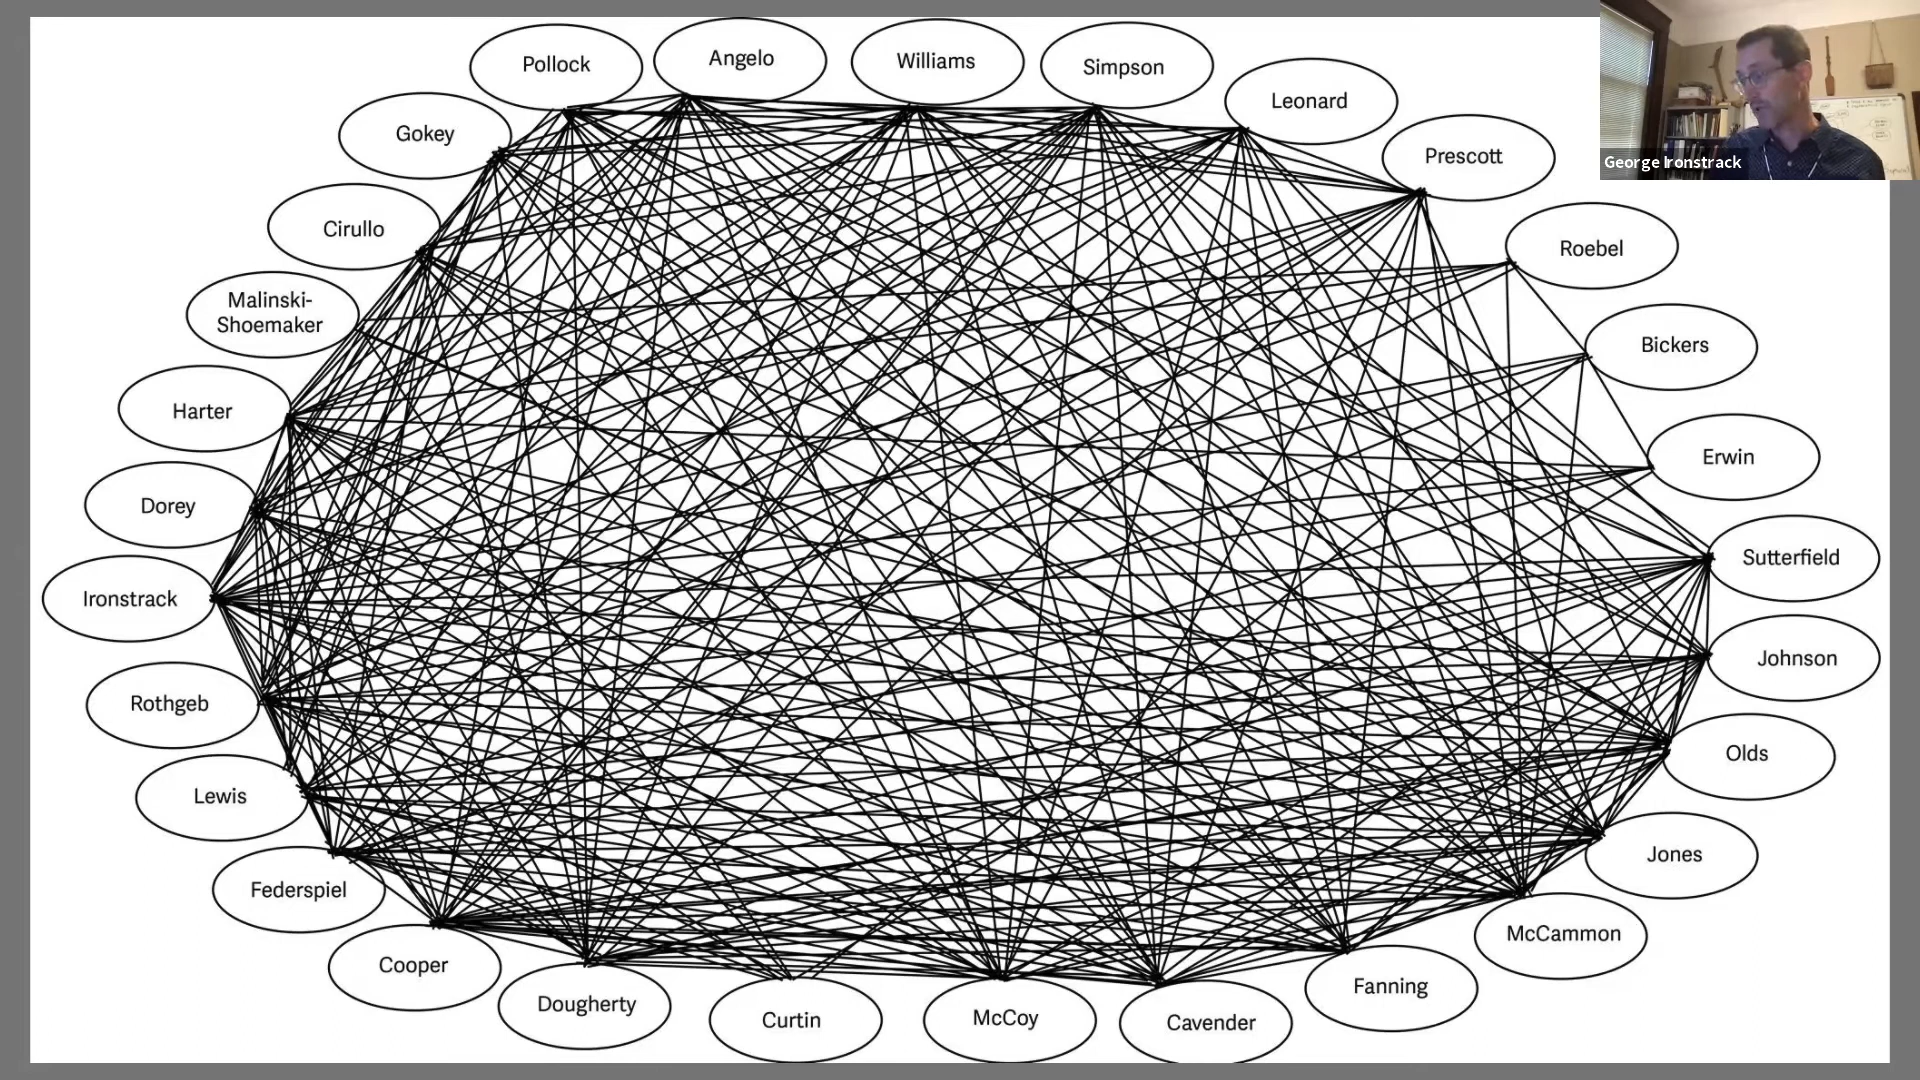 Pollock
Angelo
Williams
Simpson
Leonard
Prescott
Gokey
Cirullo
Malinski-
Shoemaker
Harter
Dorey
Ironstrack
Rothgeb
Lewis
Federspiel
Cooper
Dougherty
Curtin
McCoy
Cavender
Fanning
McCammon
Jones
Olds
Johnson
Sutterfield
Erwin
Bickers
Roebel
George Ironstrack